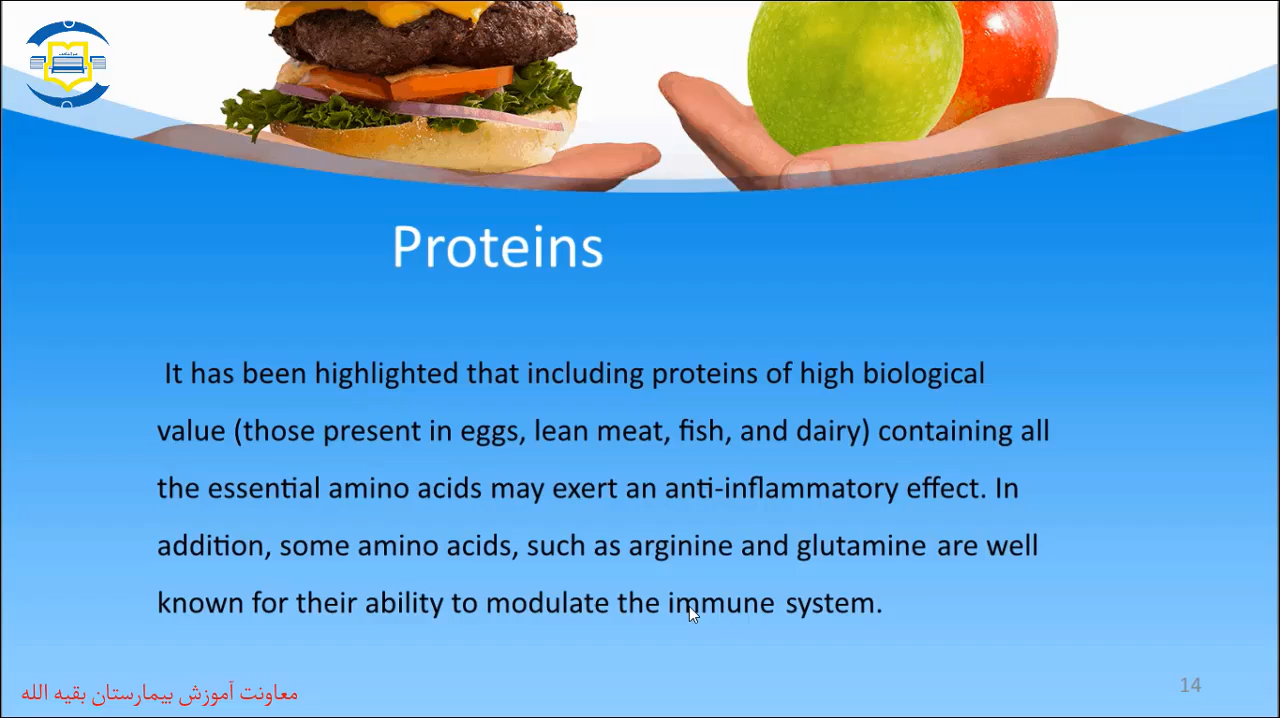 Proteins
It has been highlighted that including proteins of high biological
value (those present in eggs, lean meat, fish, and dairy) containing all
the essential amino acids may exert an anti-inflammatory effect. In
addition, some amino acids, such as arginine and glutamine are well
known for their ability to modulate the immune system.
معاونت آموزش بیمارستان بقیه الله
14